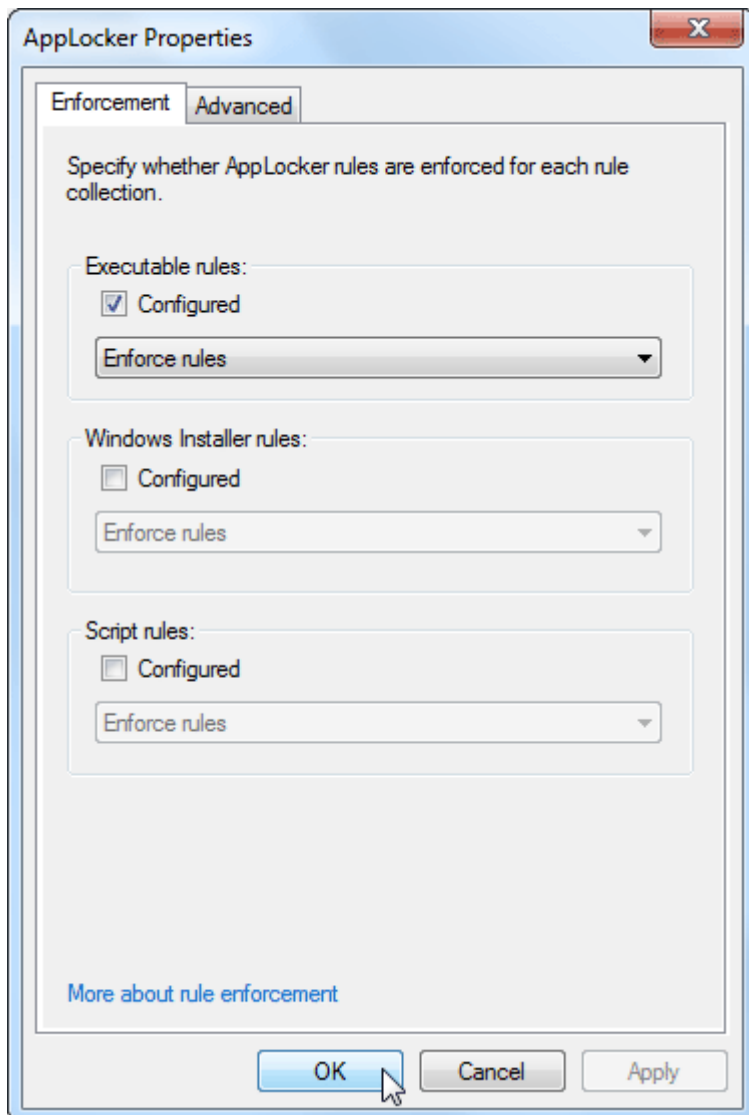 AppLocker Properties
Enforcement
Advanced
Specify whether AppLocker rules are enforced for each rule
collection.
Executable rules:
Configured
Enforce rules
Windows Installer rules:
Configured
Enforce rules
Script rules:
Configured
Enforce rules
More about rule enforcement
OK
Cancel
Apply